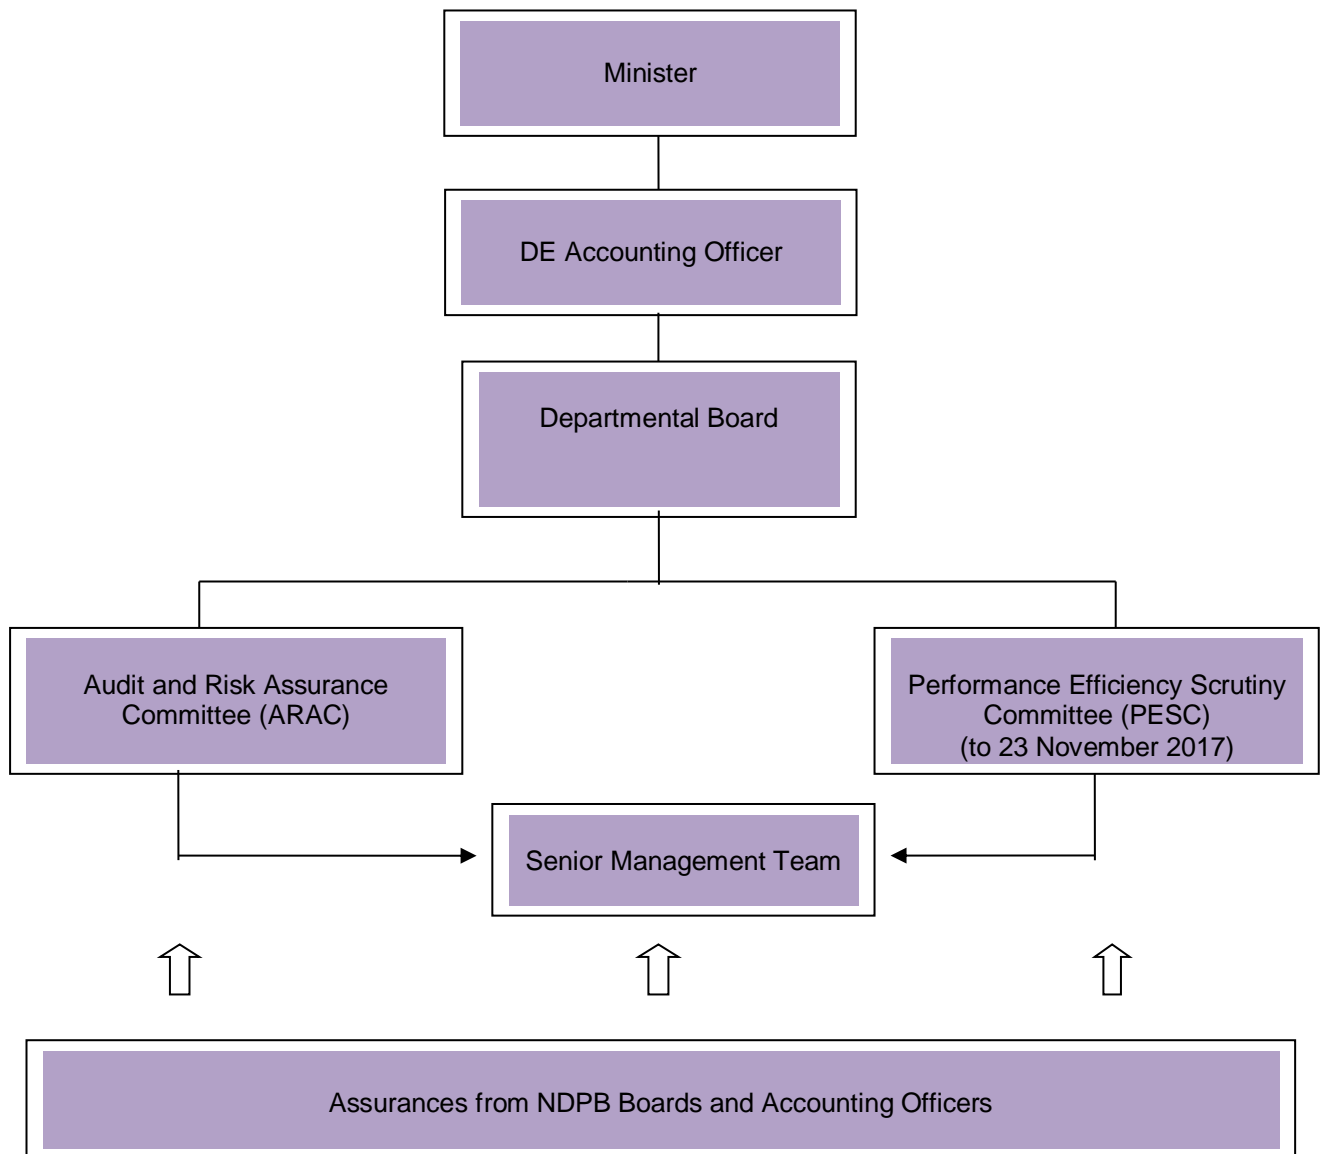 Minister
DE Accounting Officer
Departmental Board
Audit and Risk Assurance
Committee (ARAC)
Performance Efficiency Scrutiny
Committee (PESC)
(to 23 November 2017)
Senior Management Team
Assurances from NDPB Boards and Accounting Officers